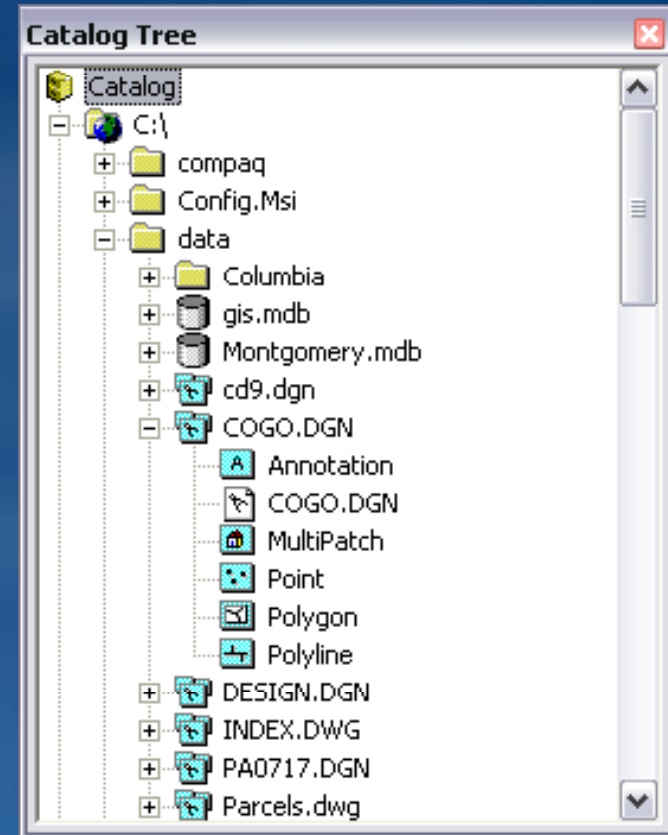 Catalog Tree
Catalog
C:\
compaq
Config.Msi
data
Columbia
gis.mdb
Montgomery.mdb
cd9.dgn
COGO.DGN
A Annotation
COGO.DGN
MultiPatch
Point
Polygon
Polyline
DESIGN.DGN
INDEX.DWG
PA0717.DGN
Parcels.dwg